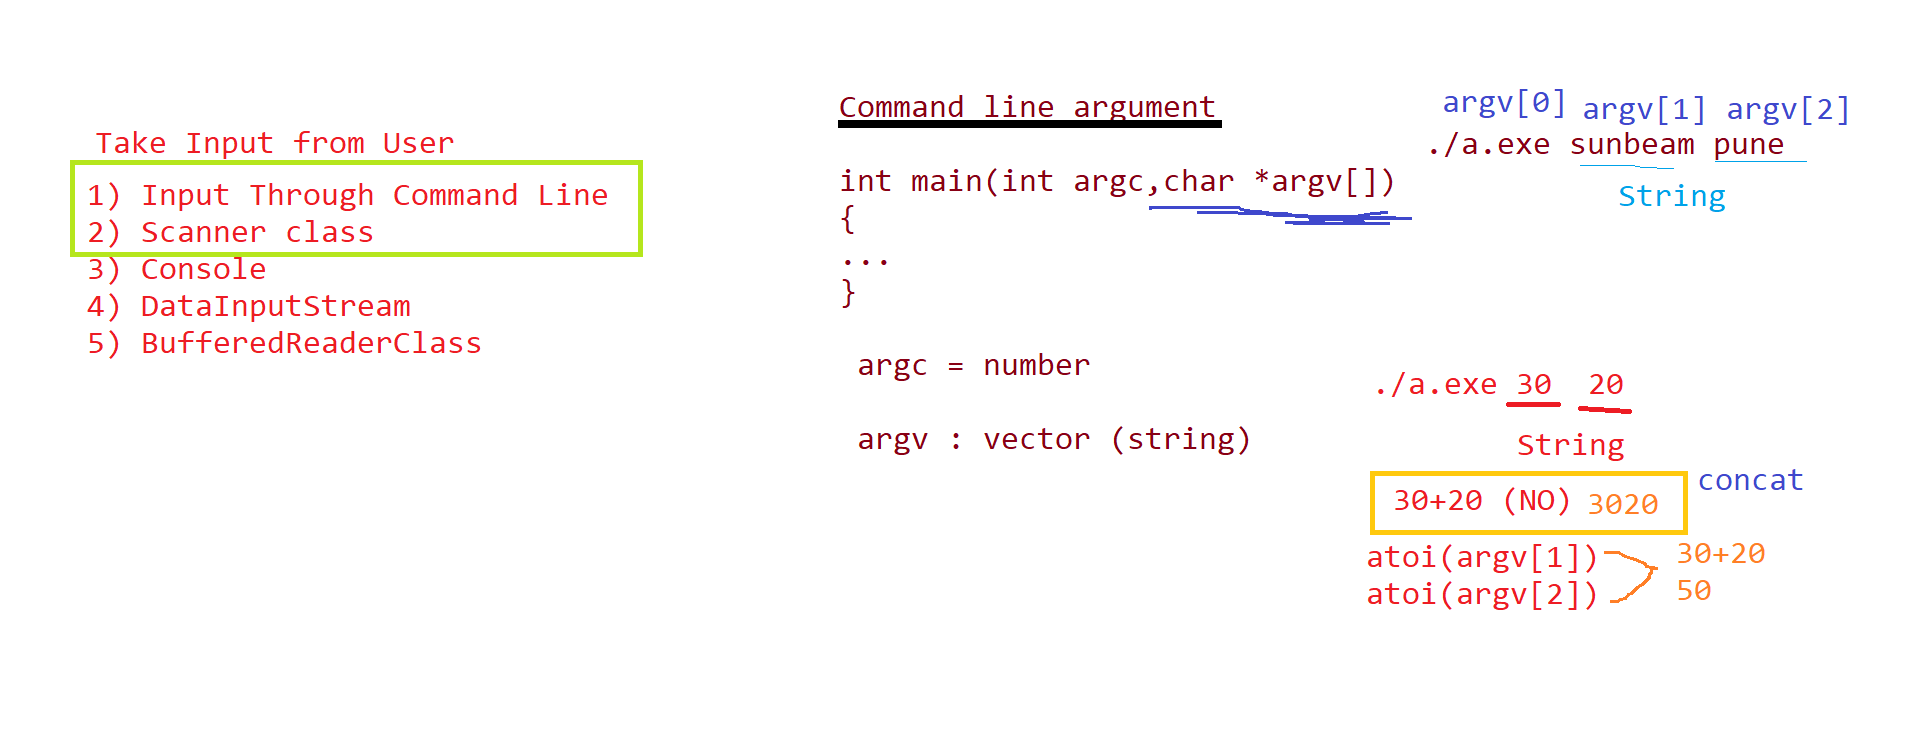 Take Input from User
1) Input Through Command Line
2) Scanner class
3) Console
4) DataInputStream
5) BufferedReaderClass
Command line argument
int main(int argc,char *argv[])
{
...
}
argc = number
argv : vector (string)
argv[0] argv[1] argv[2]
./a.exe sunbeam pune
String
./a.exe 30 20
String
30+20 (NO) 3020
concat
atoi(argv[1])
atoi(argv[2])
30+20
50